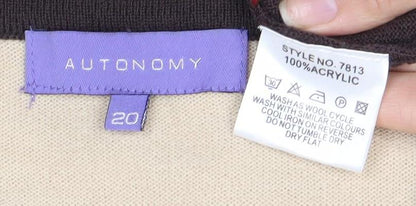 AUTONOMY
20
STYLE NO. 7813
100%ACRYLIC
WASH AS WOOL CYCLE
WASH WITH SIMILAR COLOURS
COOL IRON ON REVERSE
DO NOT TUMBLE DRY
DRY FLAT